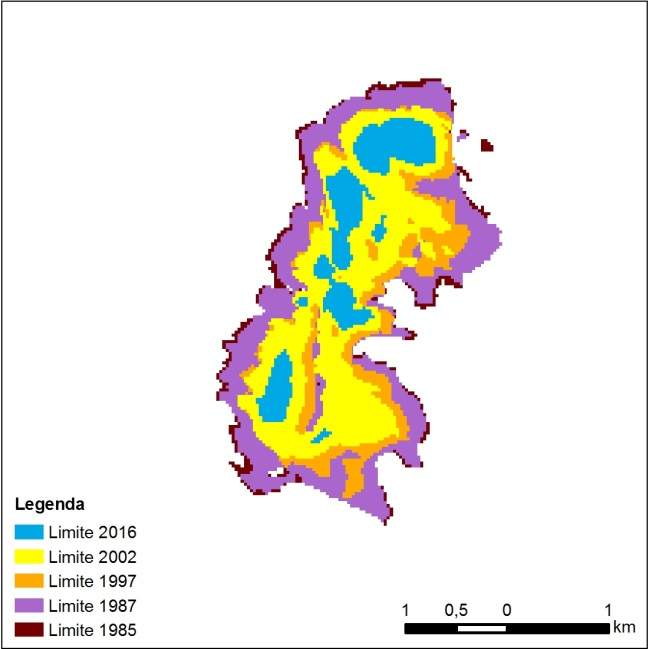 Legenda
Limite 2016
Limite 2002
Limite 1997
Limite 1987
Limite 1985
1 0,5 0 1
km